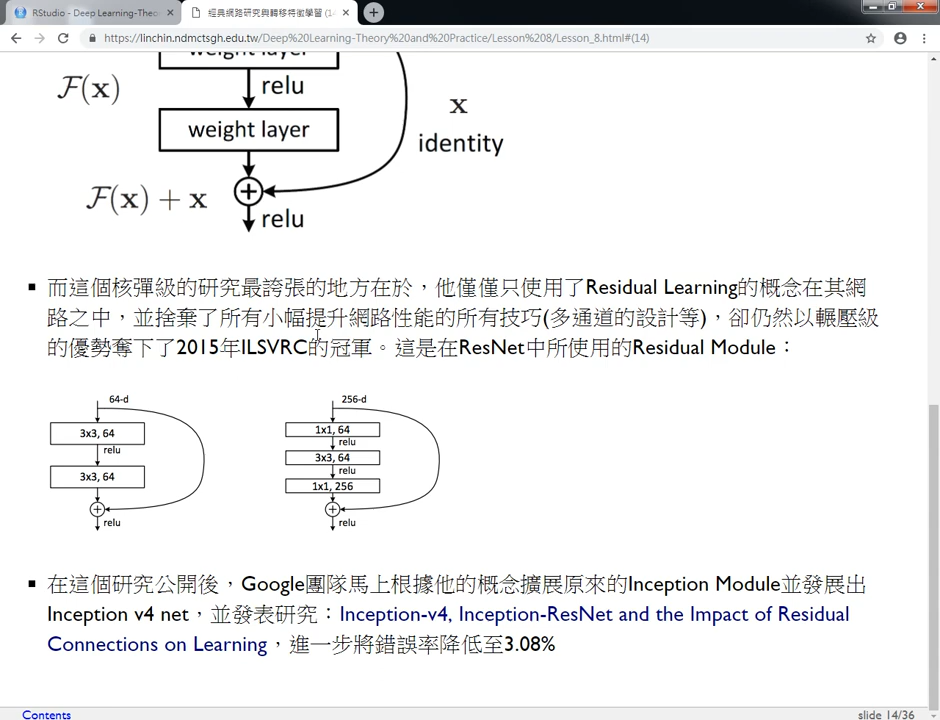 RStudio - Deep Learning-Theo
經典網路研究與轉移特徵學習 (14
https://linchin.ndmctsgh.edu.tw/Deep%20Learning-Theory%20and%20Practice/Lesson%208/Lesson_8.html#(14)
weight layer
F(x)
relu
x
weight layer
identity
F(x) + x
relu
而這個核彈級的研究最誇張的地方在於，他僅僅只使用了Residual Learning的概念在其網
路之中，並捨棄了所有小幅提升網路性能的所有技巧(多通道的設計等)，卻仍然以輾壓級
的優勢奪下了2015年ILSVRC的冠軍。這是在ResNet中所使用的Residual Module：
64-d
3x3, 64
relu
3x3, 64
relu
256-d
1x1, 64
relu
3x3, 64
relu
1x1, 256
relu
在這個研究公開後，Google團隊馬上根據他的概念擴展原來的Inception Module並發展出
Inception v4 net，並發表研究：Inception-v4, Inception-ResNet and the Impact of Residual
Connections on Learning，進一步將錯誤率降低至3.08%
Contents
slide 14/36